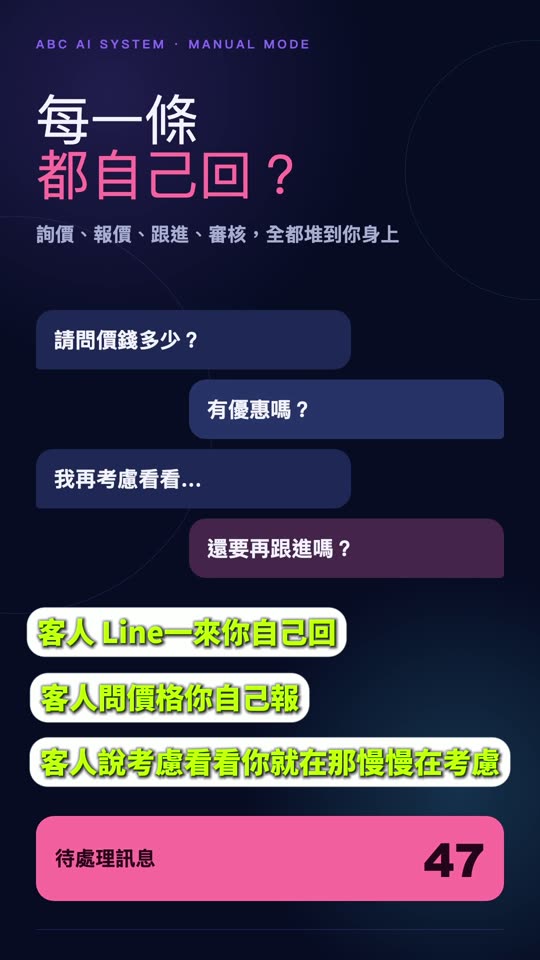 ABC AI SYSTEM · MANUAL MODE
每一條
都自己回？
詢價、報價、跟進、審核，全都堆到你身上
請問價錢多少？
有優惠嗎？
我再考慮看看...
還要再跟進嗎？
客人 Line一來你自己回
客人問價格你自己報
客人說考慮看看你就在那慢慢在考慮
待處理訊息 47